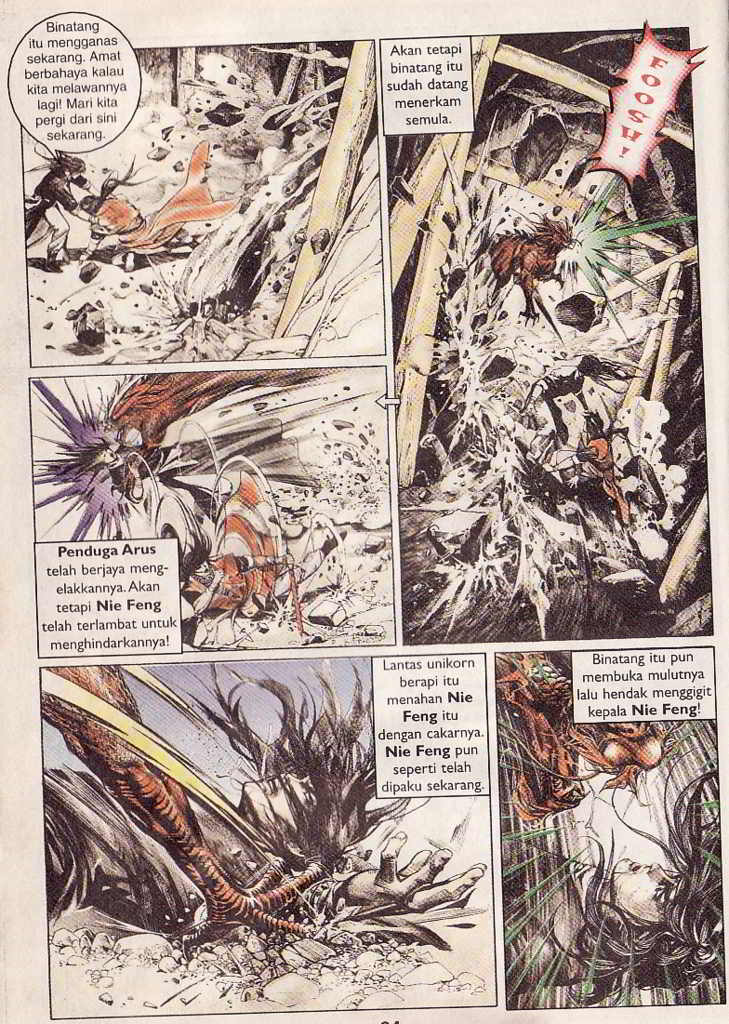 Binatang
itu mengganas
sekarang. Amat
berbahaya kalau
kita melawannya
lagi! Mari kita
pergi dari sini
sekarang.
Akan tetapi
binatang itu
sudah datang
menerkam
semula.
FOOSH!
Penduga Arus
telah berjaya meng-
elakkannya. Akan
tetapi Nie Feng
telah terlambat untuk
menghindarkannya!
Lantas unikorn
berapi itu
menahan Nie
Feng itu
dengan cakarnya.
Nie Feng pun
seperti telah
dipaku sekarang.
Binatang itu pun
membuka mulutnya
lalu hendak menggigit
kepala Nie Feng!